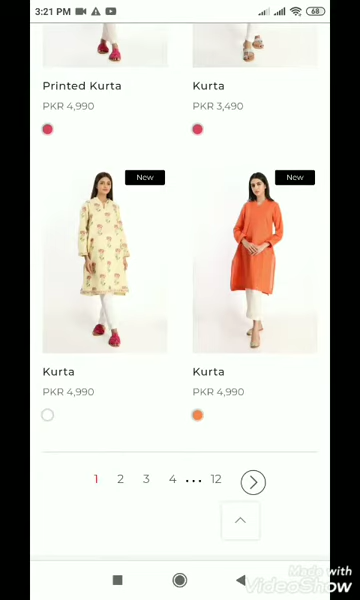 3:21 PM 68
Printed Kurta Kurta
PKR 4,990 PKR 3,490
New New
Kurta Kurta
PKR 4,990 PKR 4,990
1 2 3 4 ••• 12
Made with
VideoShow